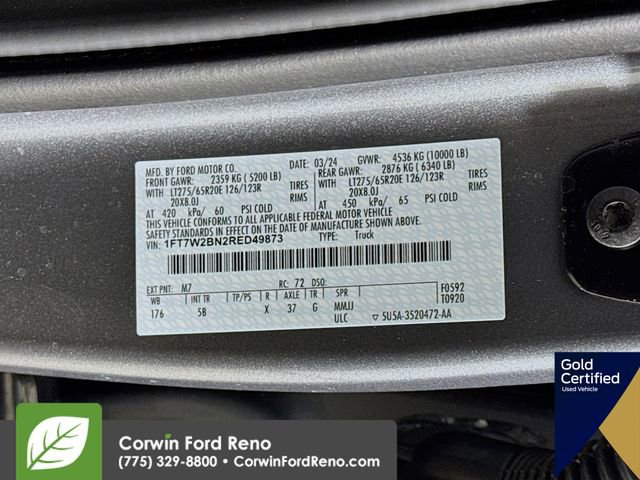 MFD. BY FORD MOTOR CO.
DATE: 03/24 GVWR: 4536 KG (10000 LB)
FRONT GAWR: 2359 KG ( 5200 LB) REAR GAWR: 2876 KG ( 6340 LB)
WITH LT275/65R20E 126/123R TIRES WITH LT275/65R20E 126/123R TIRES
20X8.0J RIMS 20X8.0J RIMS
AT 420 kPa/ 60 PSI COLD AT 450 kPa/ 65 PSI COLD
THIS VEHICLE CONFORMS TO ALL APPLICABLE FEDERAL MOTOR VEHICLE
SAFETY STANDARDS IN EFFECT ON THE DATE OF MANUFACTURE SHOWN ABOVE.
VIN: 1FT7W2BN2RED49873 TYPE: Truck
EXT PNT: M7 RC: 72 DSO: F0592
WB INT TR TP/PS R AXLE TR SPR T0920
176 5B X 37 G MMJJ
ULC ▽ 5U5A-3520472-AA
Gold
Certified
Used Vehicle
Corwin Ford Reno
(775) 329-8800 • CorwinFordReno.com